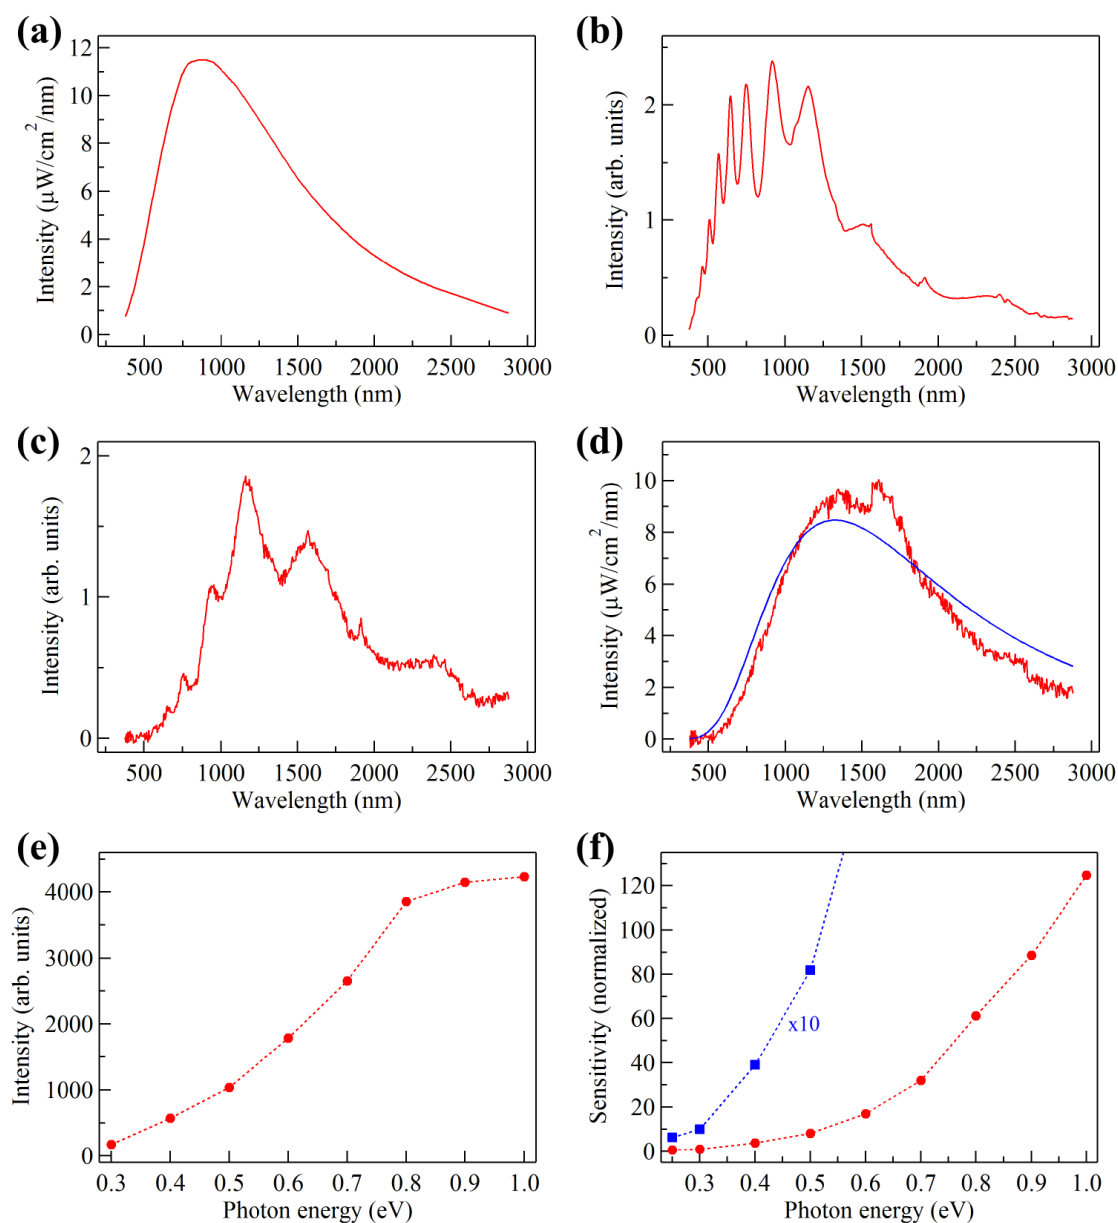 (a)
Intensity (μW/cm²/nm)
12
10
8
6
4
2
0
500 1000 1500 2000 2500 3000
Wavelength (nm)
(b)
Intensity (arb. units)
2
1
0
500 1000 1500 2000 2500 3000
Wavelength (nm)
(c)
Intensity (arb. units)
2
1
0
500 1000 1500 2000 2500 3000
Wavelength (nm)
(d)
Intensity (μW/cm²/nm)
10
8
6
4
2
0
500 1000 1500 2000 2500 3000
Wavelength (nm)
(e)
Intensity (arb. units)
4000
3000
2000
1000
0
0.3 0.4 0.5 0.6 0.7 0.8 0.9 1.0
Photon energy (eV)
(f)
Sensitivity (normalized)
120
100
80
60
40
20
0
x10
0.3 0.4 0.5 0.6 0.7 0.8 0.9 1.0
Photon energy (eV)